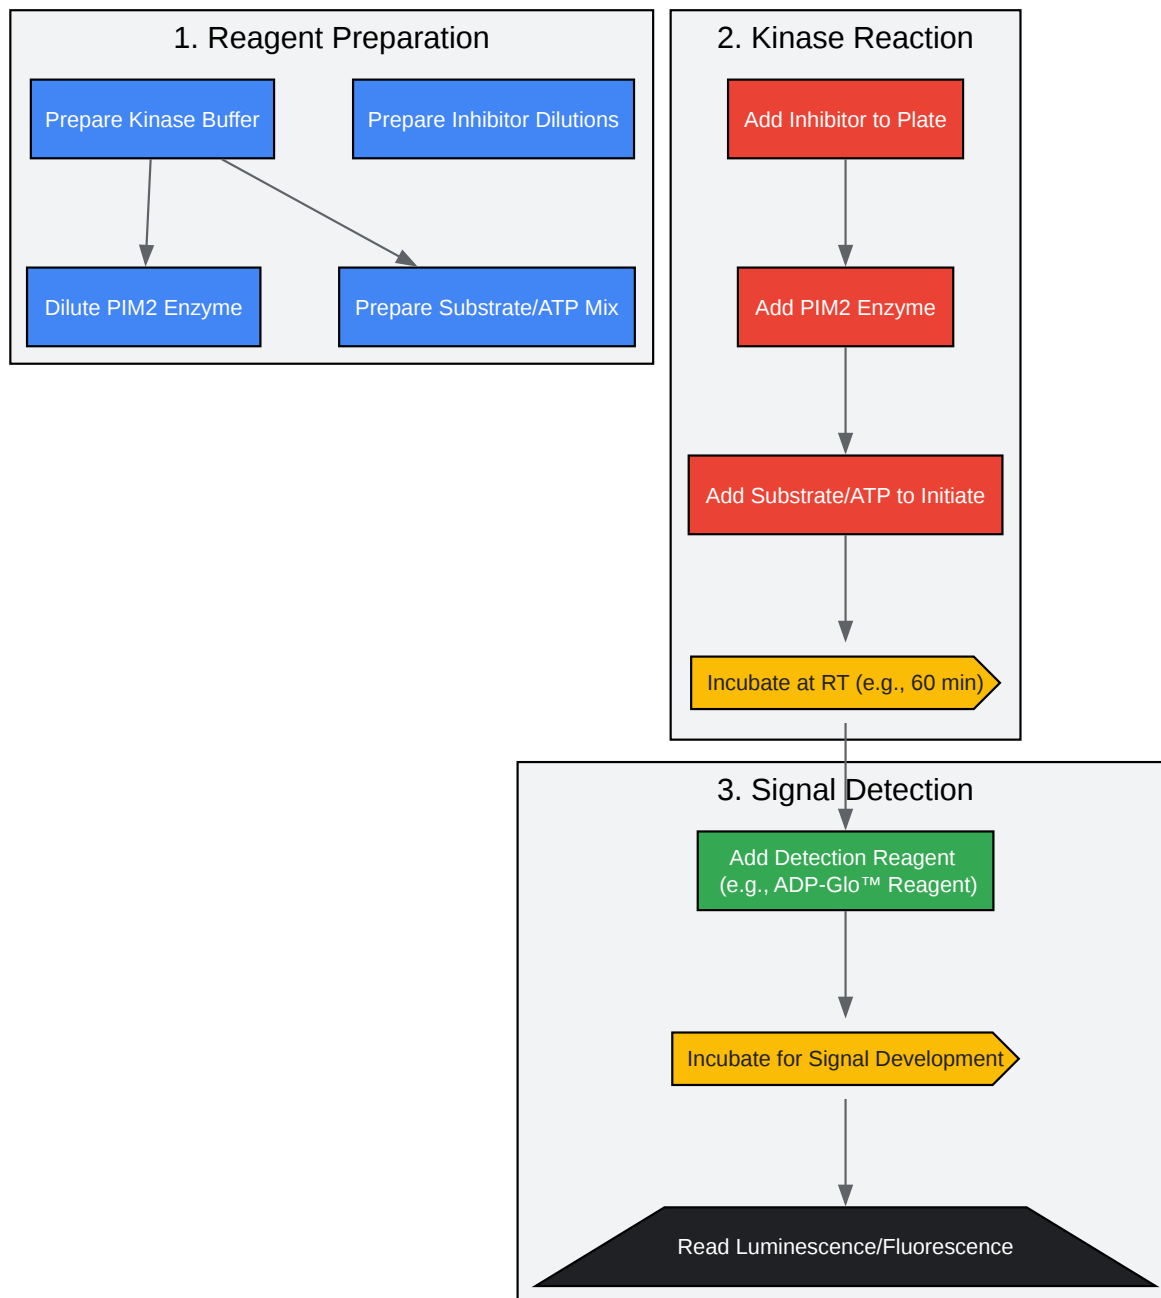 1. Reagent Preparation
Prepare Kinase Buffer
Prepare Inhibitor Dilutions
Dilute PIM2 Enzyme
Prepare Substrate/ATP Mix
2. Kinase Reaction
Add Inhibitor to Plate
Add PIM2 Enzyme
Add Substrate/ATP to Initiate
Incubate at RT (e.g., 60 min)
3. Signal Detection
Add Detection Reagent
(e.g., ADP-Glo™ Reagent)
Incubate for Signal Development
Read Luminescence/Fluorescence